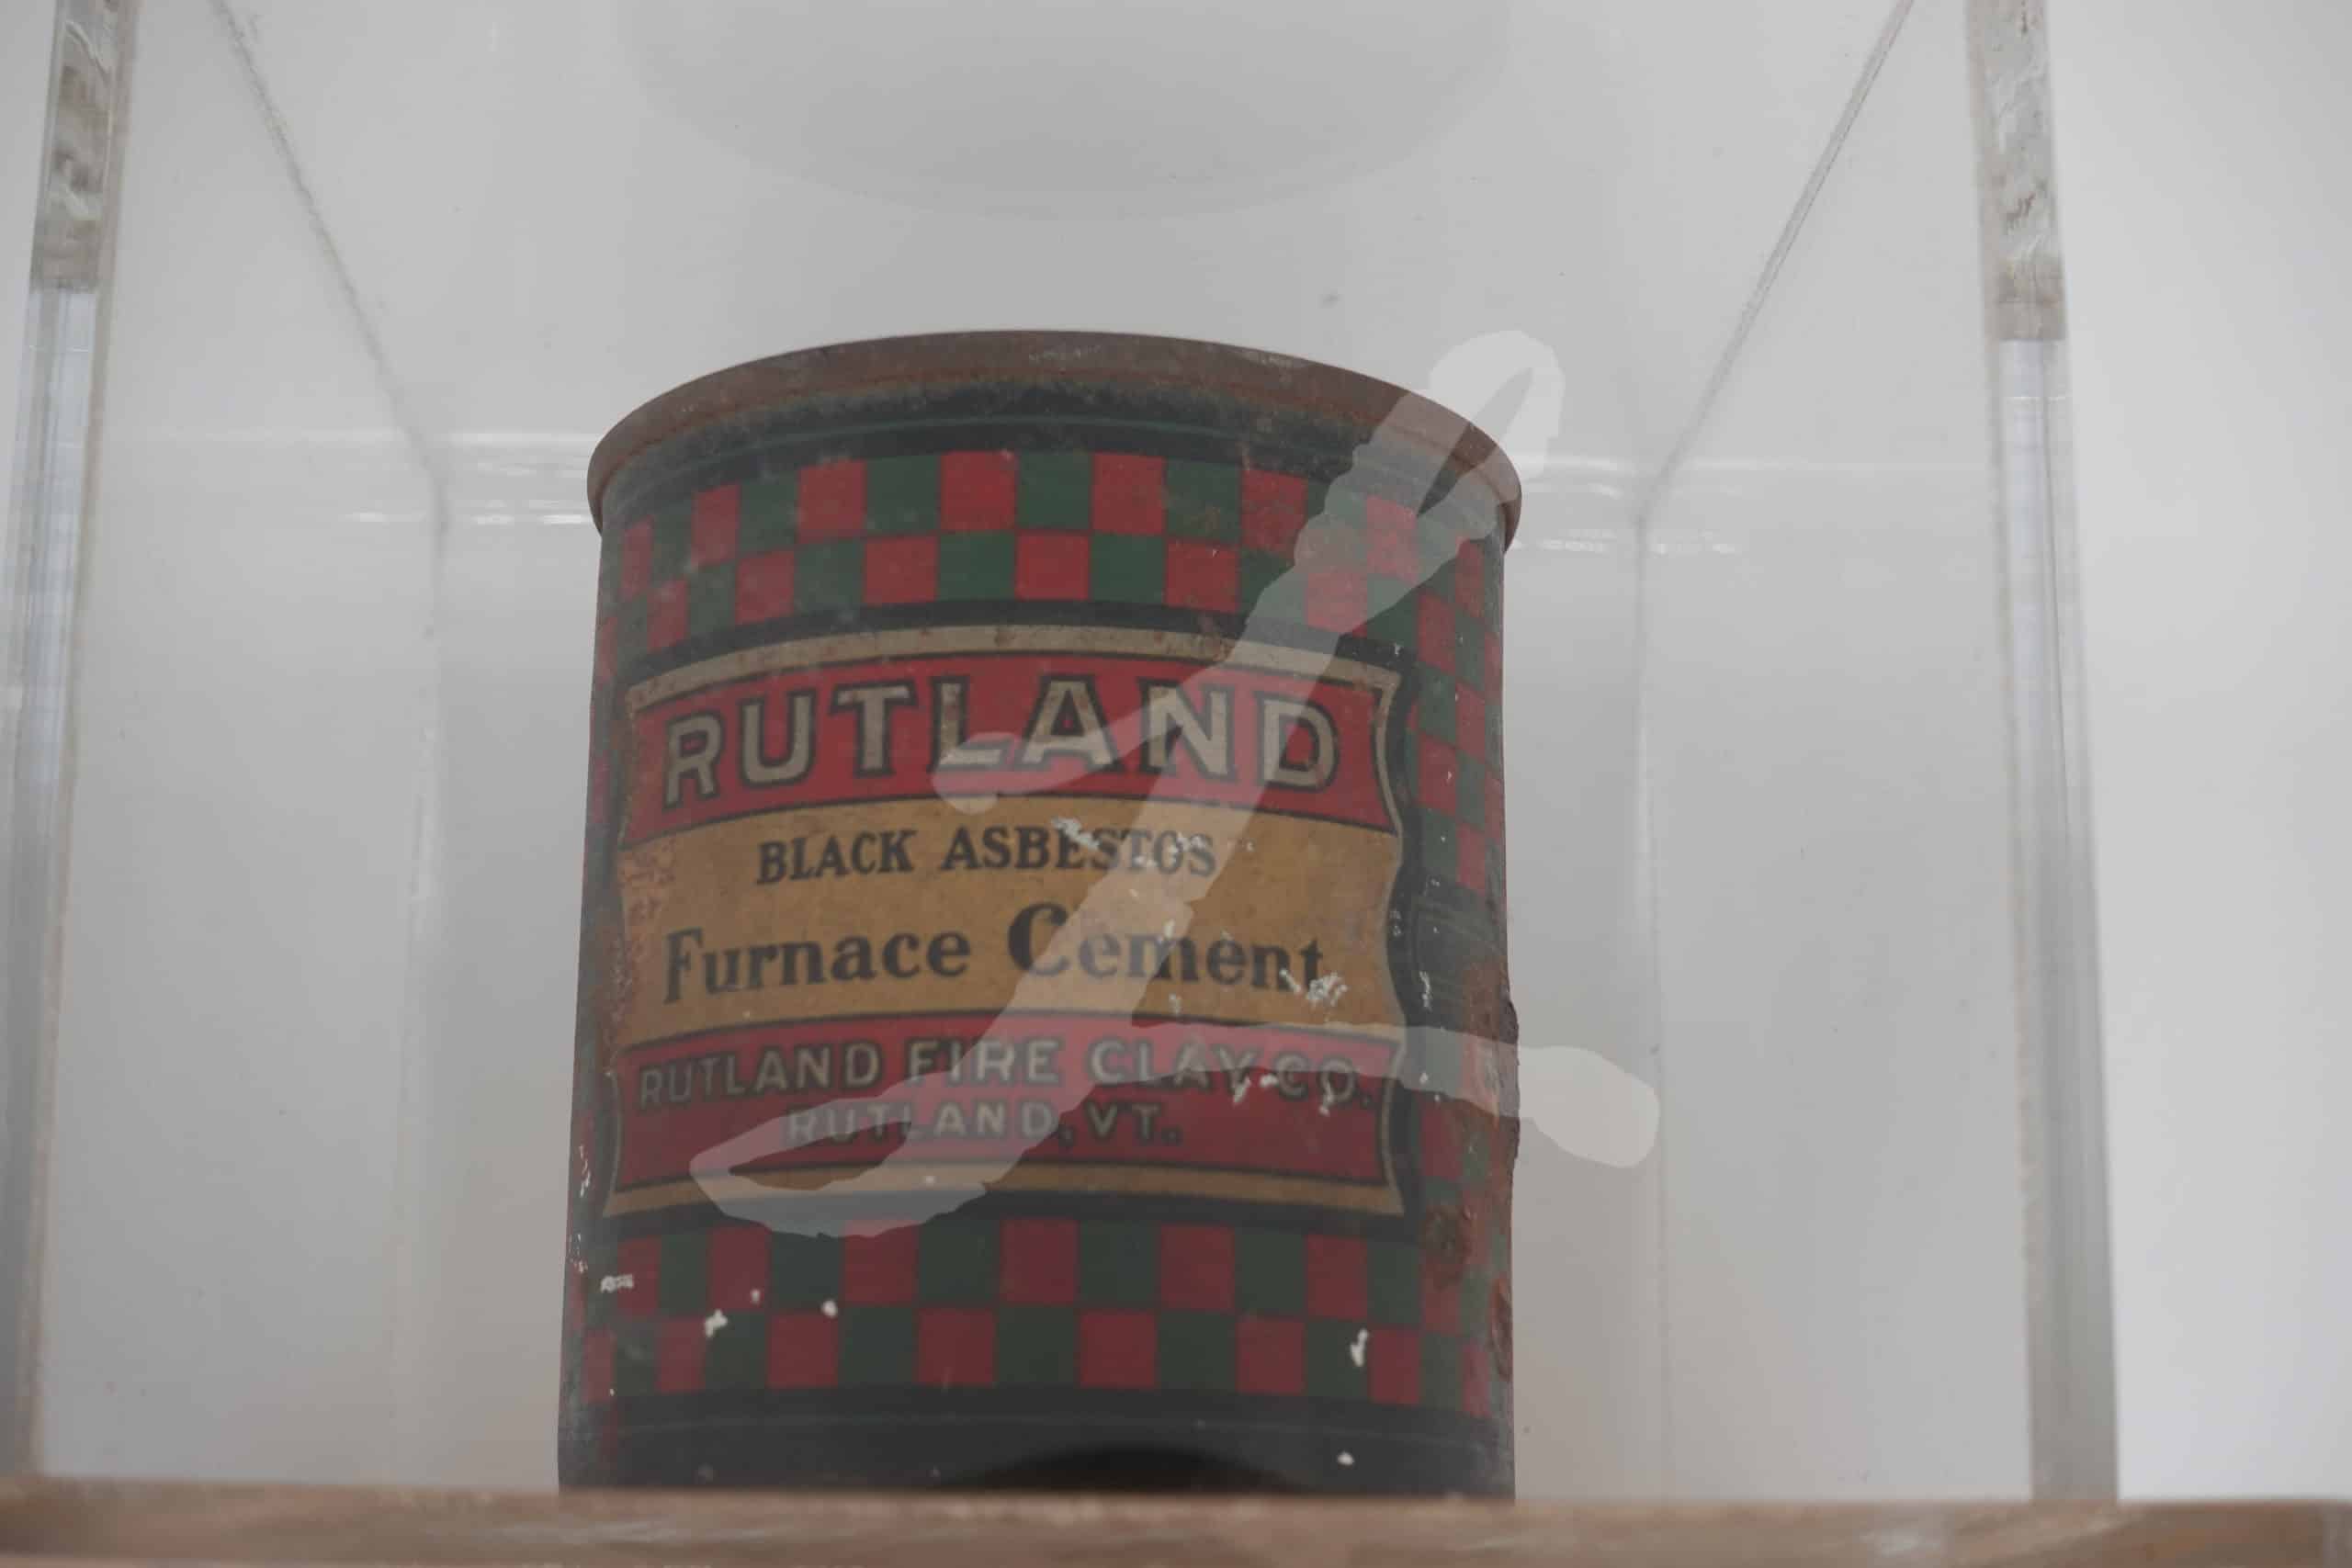 RUTLAND
BLACK ASBESTOS
Furnace Cement
RUTLAND FIRE CLAY CO.
RUTLAND, VT.